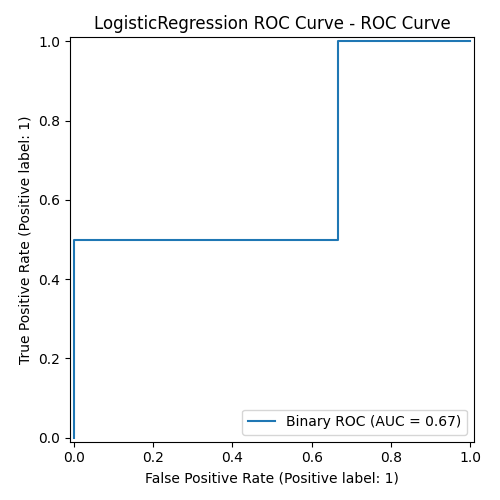 LogisticRegression ROC Curve - ROC Curve
True Positive Rate (Positive label: 1)
1.0
0.8
0.6
0.4
0.2
0.0
Binary ROC (AUC = 0.67)
0.0 0.2 0.4 0.6 0.8 1.0
False Positive Rate (Positive label: 1)